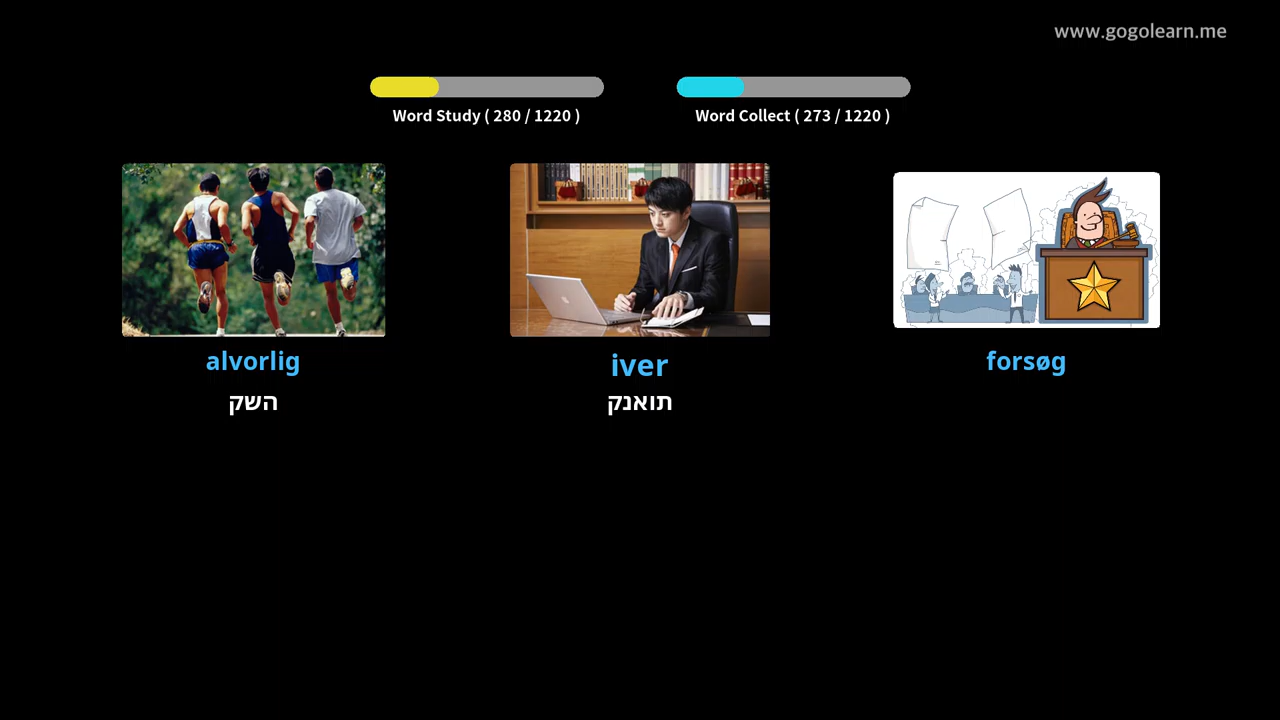 www.gogolearn.me
Word Study ( 280 / 1220 )
Word Collect ( 273 / 1220 )
alvorlig
השק
iver
תואנק
forsøg